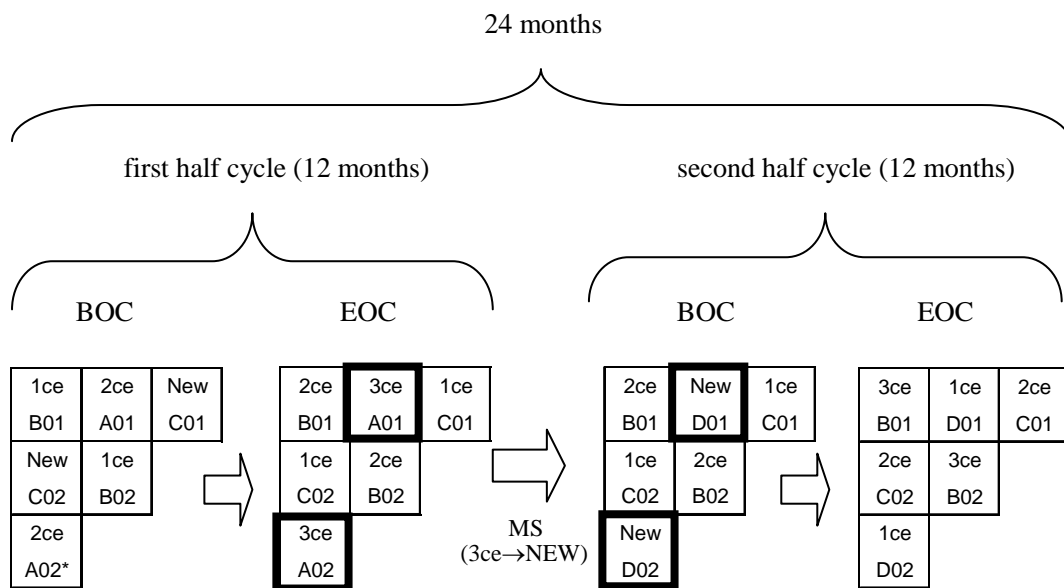 24 months
first half cycle (12 months)
second half cycle (12 months)
BOC
EOC
BOC
EOC
1ce
B01
2ce
A01
New
C01
New
C02
1ce
B02
2ce
A02*
2ce
B01
3ce
A01
1ce
C01
1ce
C02
2ce
B02
3ce
A02
MS
(3ce→NEW)
2ce
B01
New
D01
1ce
C01
1ce
C02
2ce
B02
New
D02
3ce
B01
1ce
D01
2ce
C01
2ce
C02
3ce
B02
1ce
D02